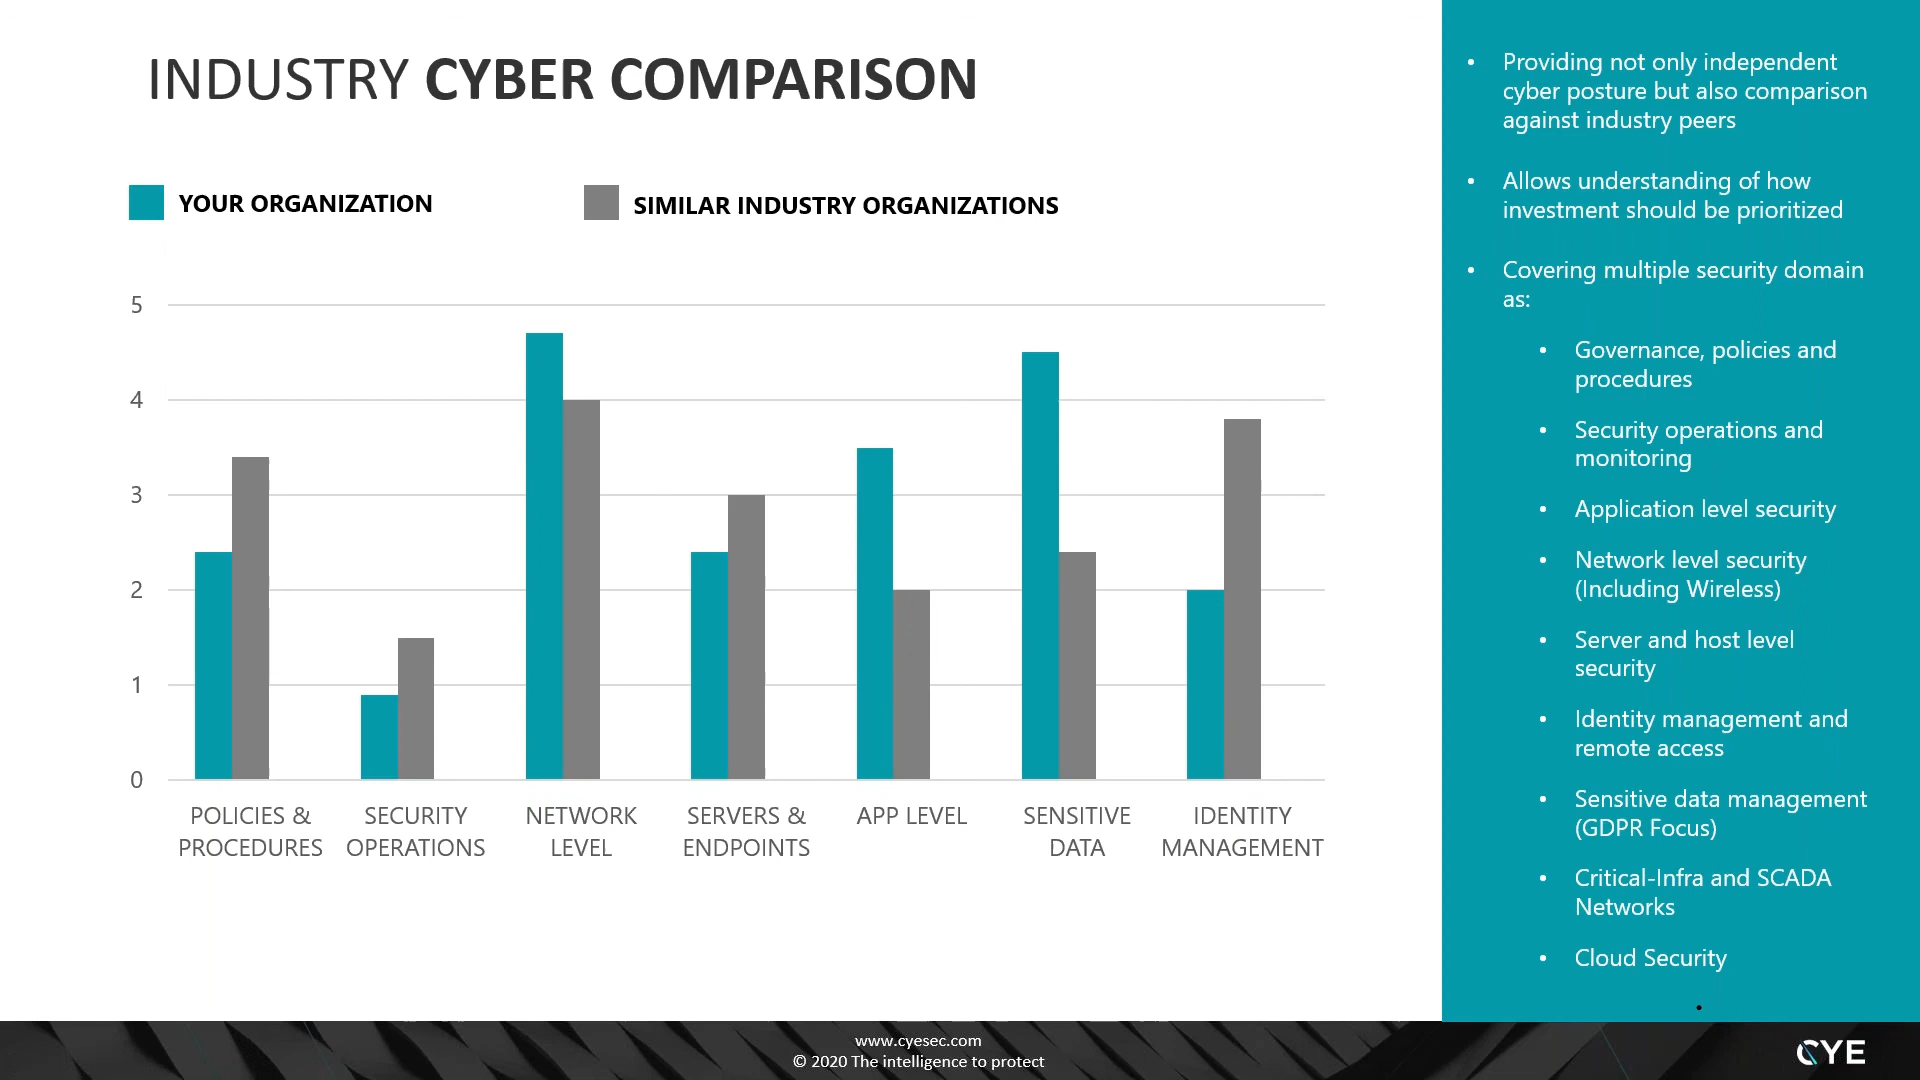 INDUSTRY CYBER COMPARISON
YOUR ORGANIZATION
SIMILAR INDUSTRY ORGANIZATIONS
5
4
3
2
1
0
POLICIES &
PROCEDURES
SECURITY
OPERATIONS
NETWORK
LEVEL
SERVERS &
ENDPOINTS
APP LEVEL
SENSITIVE
DATA
IDENTITY
MANAGEMENT
• Providing not only independent
cyber posture but also comparison
against industry peers
• Allows understanding of how
investment should be prioritized
• Covering multiple security domain
as:
• Governance, policies and
procedures
• Security operations and
monitoring
• Application level security
• Network level security
(Including Wireless)
• Server and host level
security
• Identity management and
remote access
• Sensitive data management
(GDPR Focus)
• Critical-Infra and SCADA
Networks
• Cloud Security
•
www.cyesec.com
© 2020 The intelligence to protect
CYE